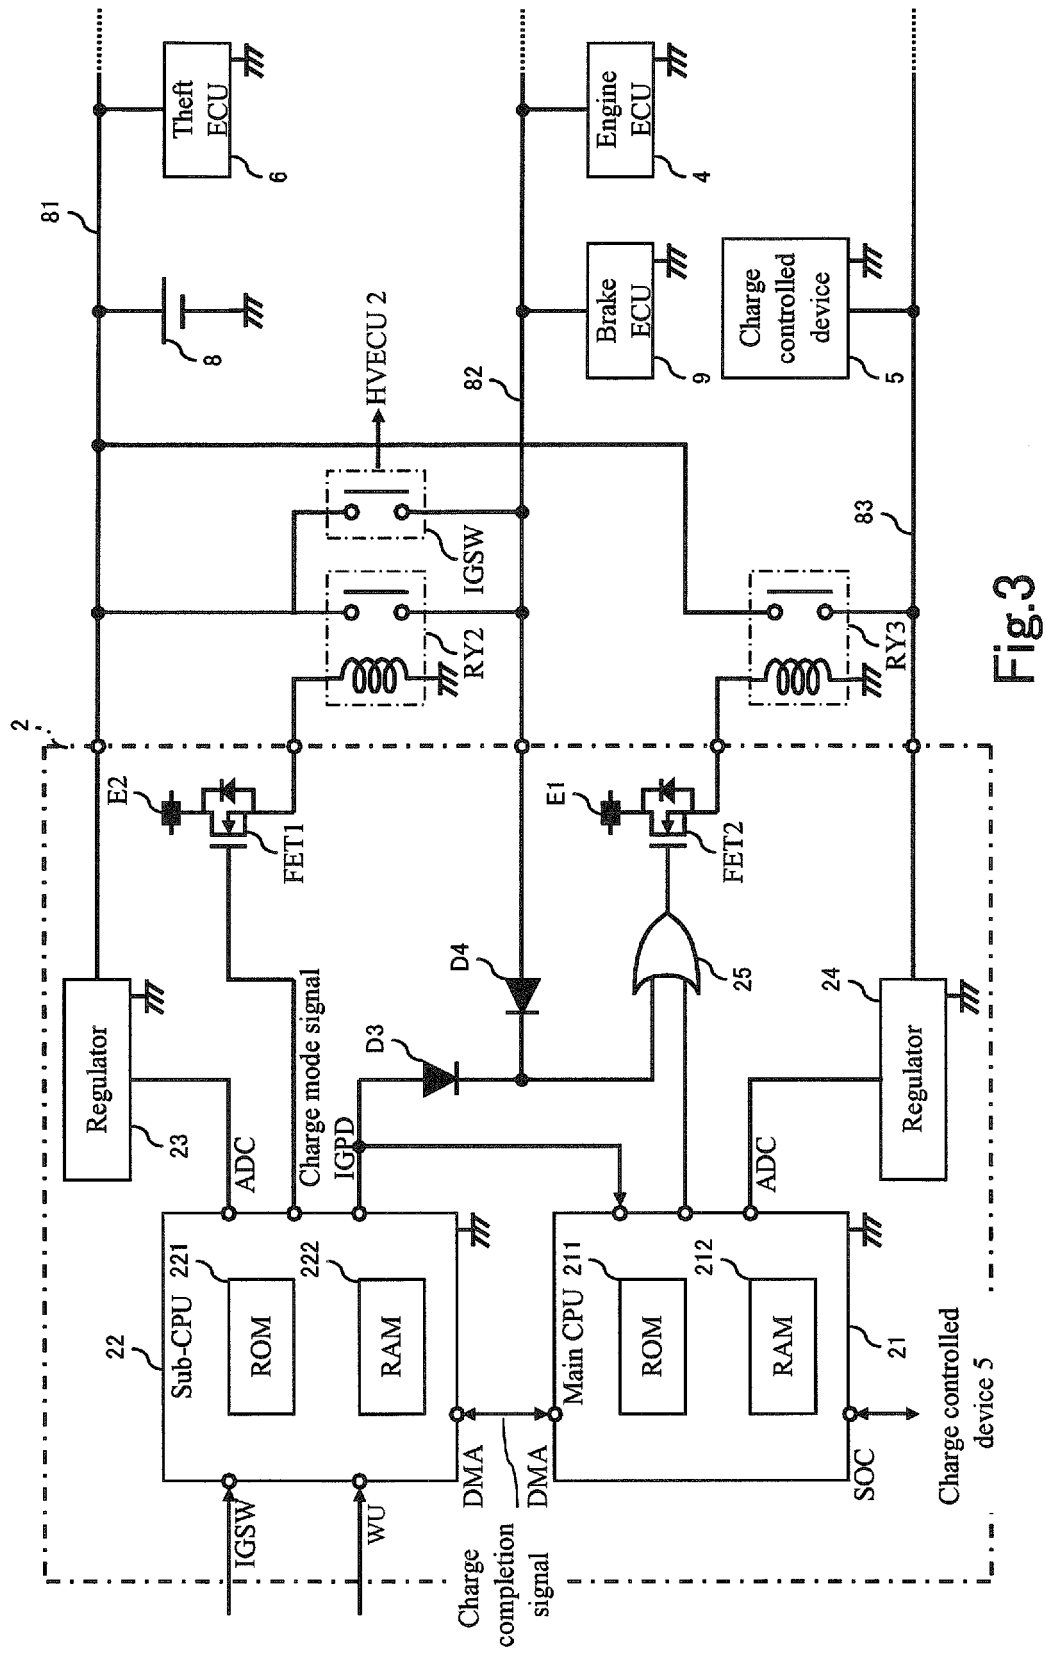 2
Regulator
23
ADC
81
8
Theft
ECU
6
E2
FET1
Charge mode signal
IGPD
Sub-CPU
22
ROM
221
RAM
222
IGSW
WU
DMA
DMA
Charge
completion
signal
HVECU 2
IGSW
RY2
82
D3
D4
Engine
ECU
4
Brake
ECU
9
Main CPU
21
ROM
211
RAM
212
SOC
Charge controlled
device 5
25
E1
FET2
ADC
Regulator
24
RY3
83
Charge
controlled
device
5
Fig.3